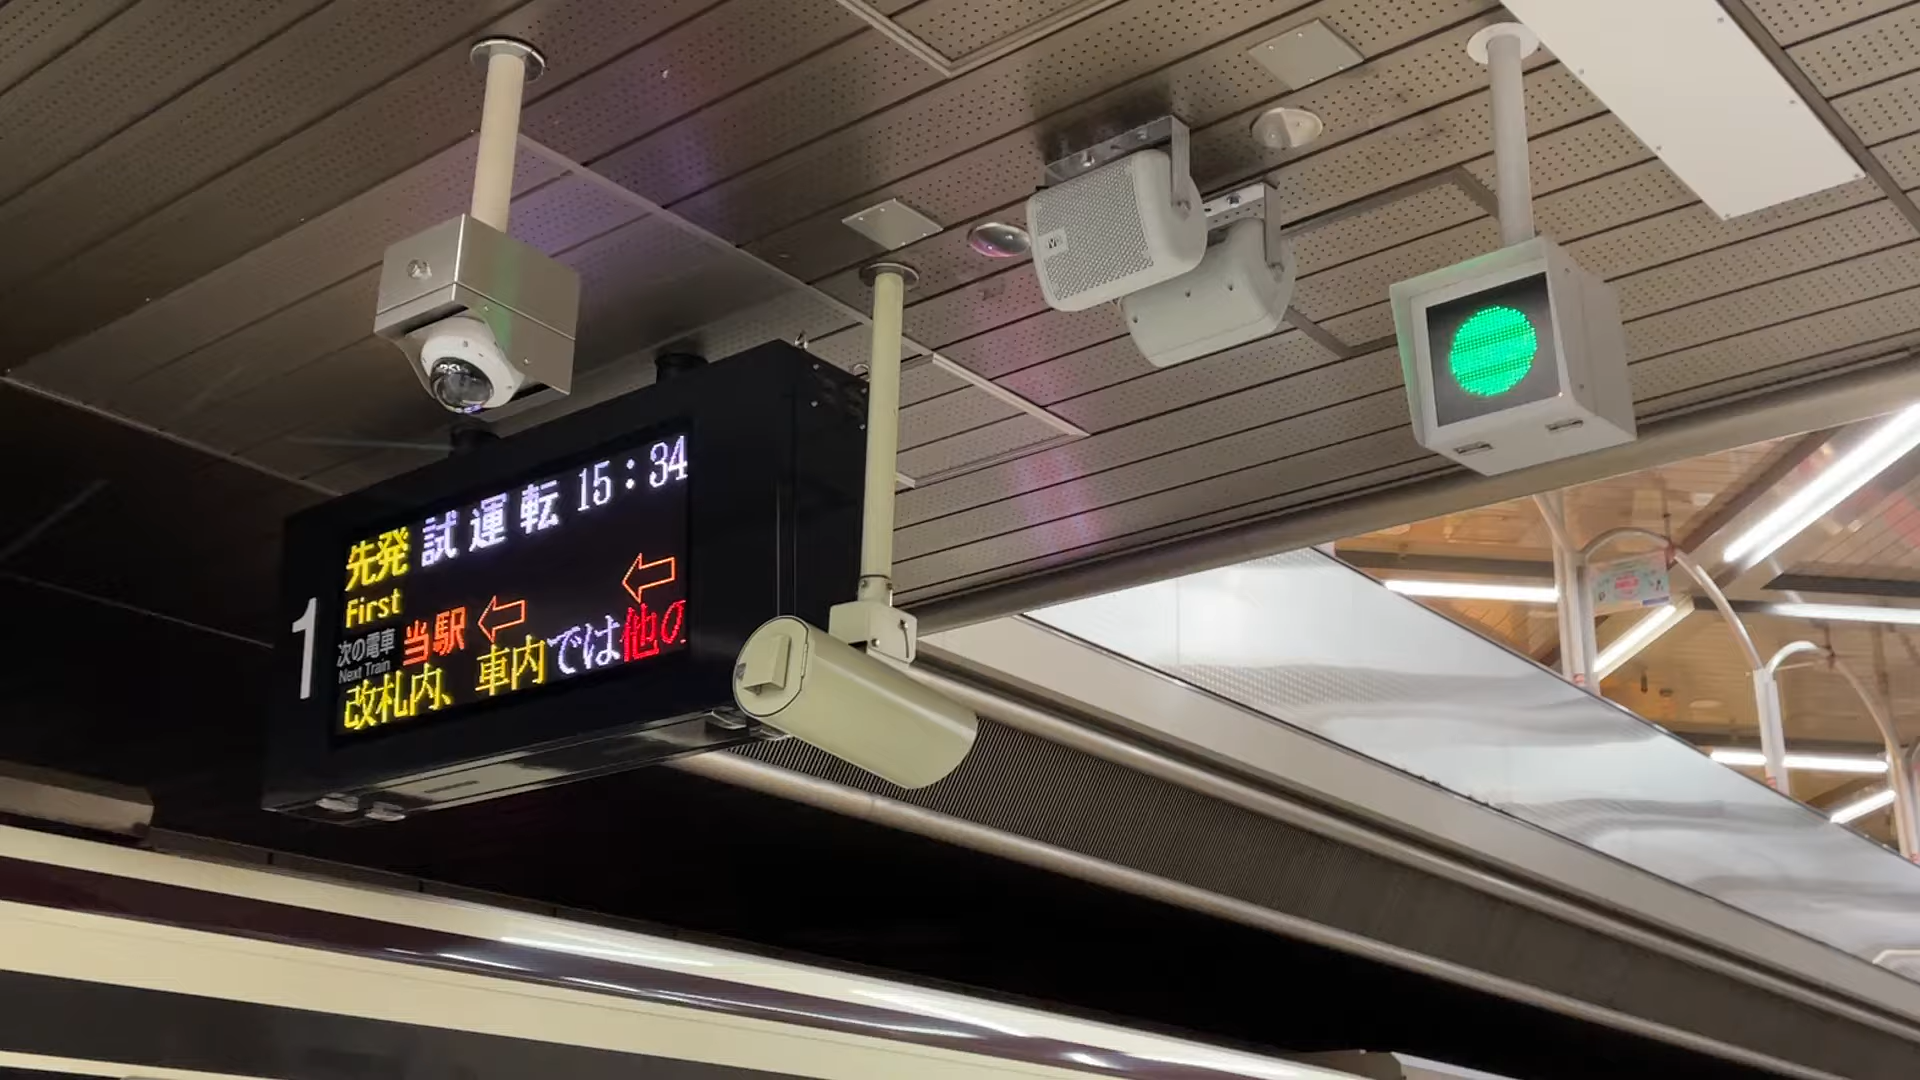 先発 試運転 15:34
First
1
次の電車 当駅 ⇦ ⇦
Next Train
改札内、車内では他の